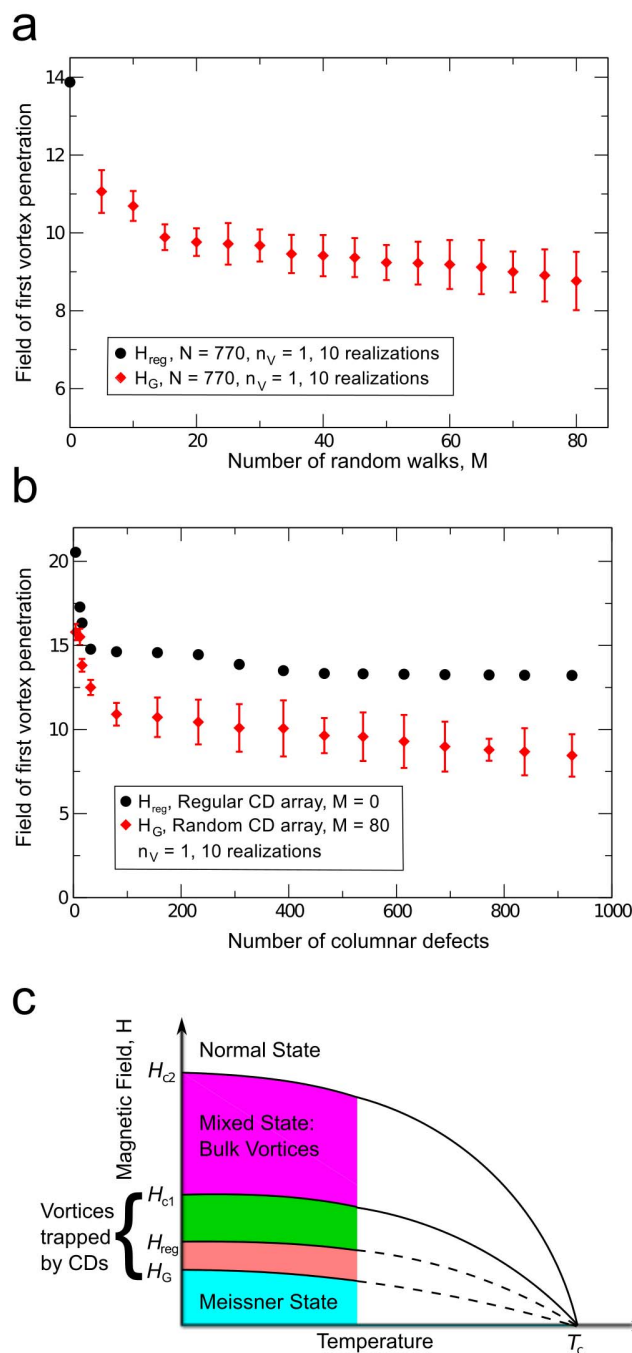 a
14
12
10
8
6
Field of first vortex penetration
H_reg, N = 770, n_V = 1, 10 realizations
H_G, N = 770, n_V = 1, 10 realizations
0 20 40 60 80
Number of random walks, M
b
20
15
10
5
0
Field of first vortex penetration
H_reg, Regular CD array, M = 0
H_G, Random CD array, M = 80
n_V = 1, 10 realizations
0 200 400 600 800 1000
Number of columnar defects
c
Magnetic Field, H
Normal State
H_c2
Mixed State:
Bulk Vortices
H_c1
Vortices
trapped
by CDs
H_reg
H_G
Meissner State
Temperature
T_c